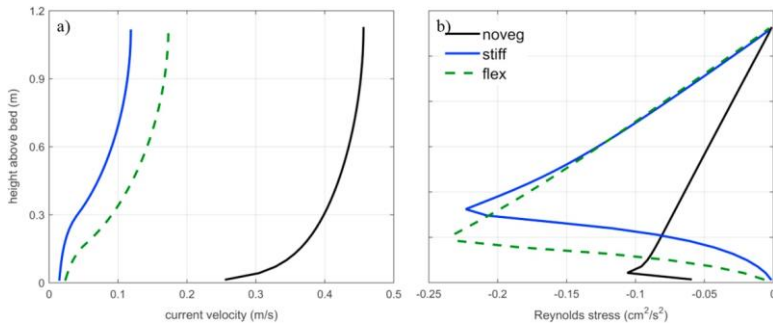 a)
1.2
0.9
0.6
0.3
0
height above bed (m)
0 0.1 0.2 0.3 0.4 0.5
current velocity (m/s)
b)
noveg
stiff
flex
-0.25 -0.2 -0.15 -0.1 -0.05 0
Reynolds stress (cm²/s²)